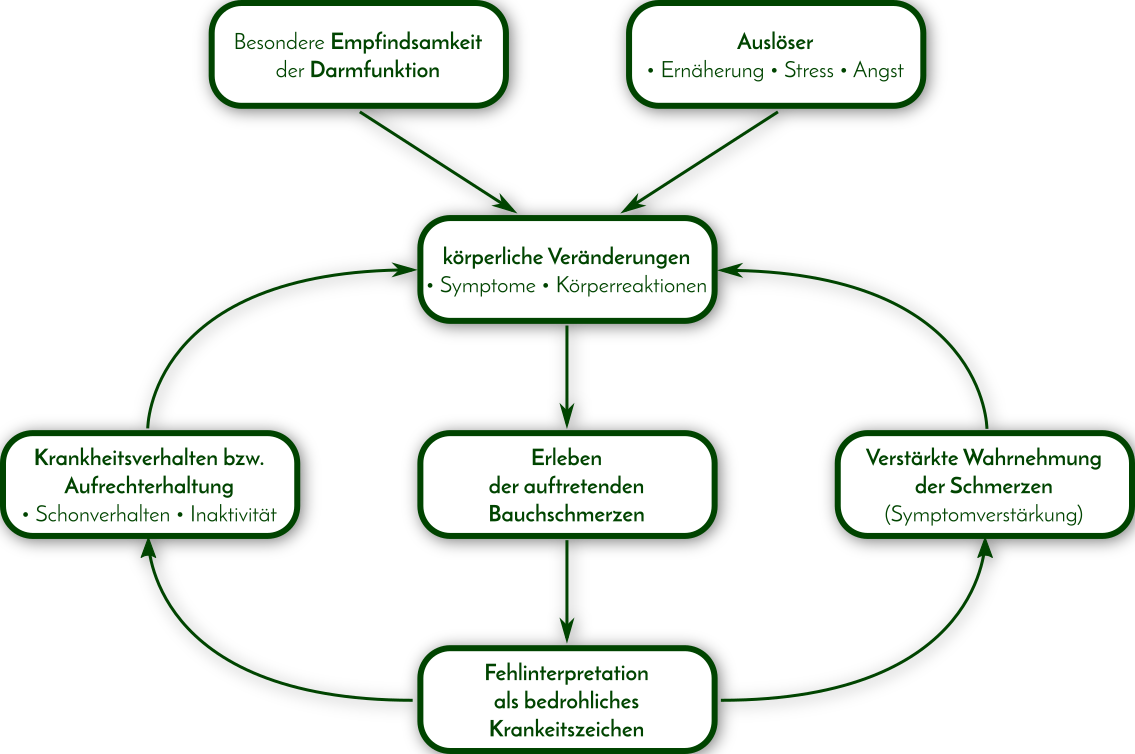 Besondere Empfindsamkeit
der Darmfunktion
Auslöser
• Ernäherung • Stress • Angst
körperliche Veränderungen
• Symptome • Körperreaktionen
Krankheitsverhalten bzw.
Aufrechterhaltung
• Schonverhalten • Inaktivität
Erleben
der auftretenden
Bauchschmerzen
Verstärkte Wahrnehmung
der Schmerzen
(Symptomverstärkung)
Fehlinterpretation
als bedrohliches
Krankeitszeichen